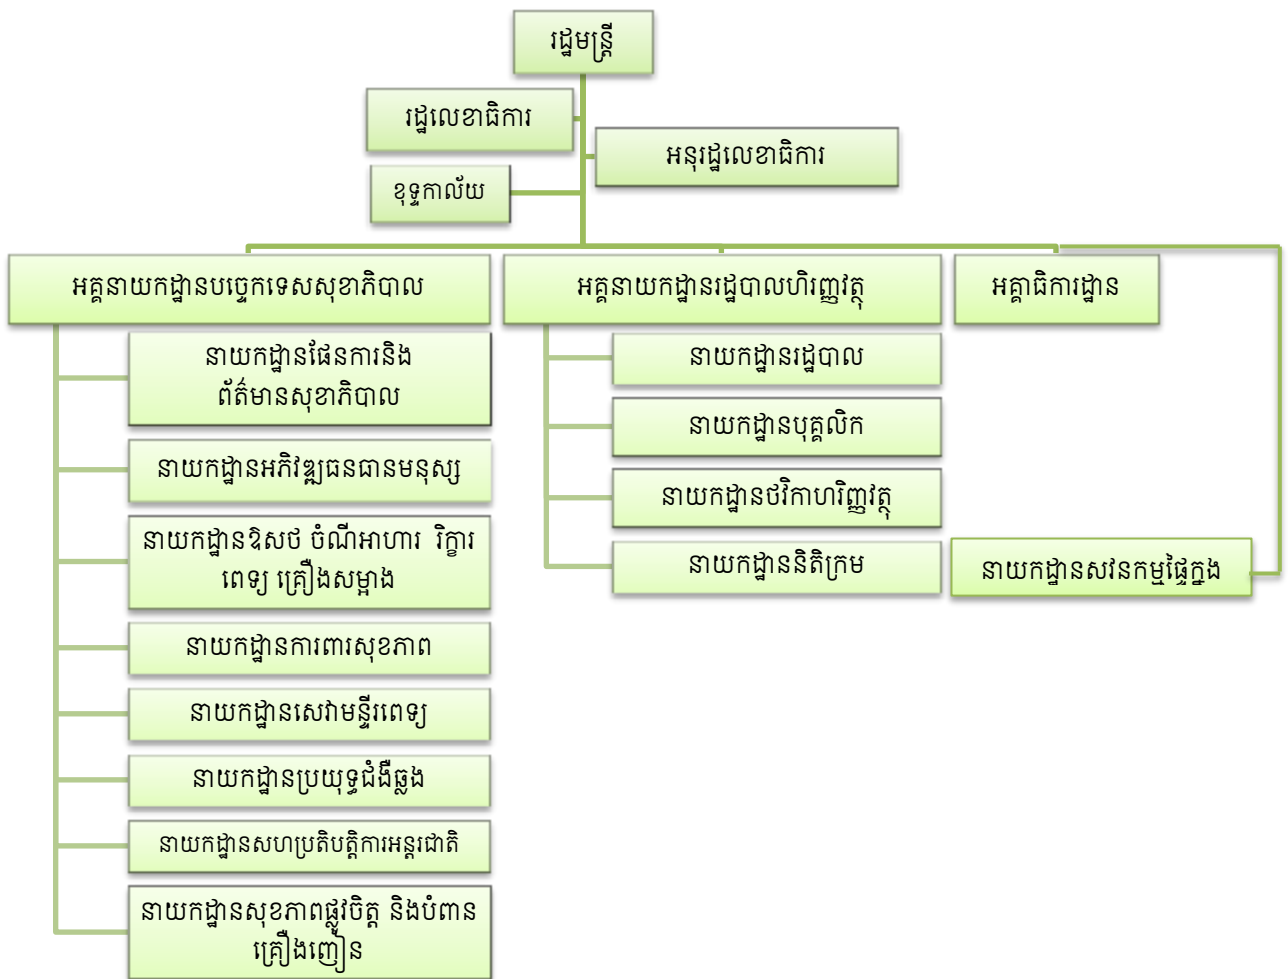 រដ្ឋមន្ត្រី
រដ្ឋលេខាធិការ
អនុរដ្ឋលេខាធិការ
ខុទ្ទកាល័យ
អគ្គនាយកដ្ឋានបច្ចេកទេសសុខាភិបាល
អគ្គនាយកដ្ឋានរដ្ឋបាលហិរញ្ញវត្ថុ
អគ្គាធិការដ្ឋាន
នាយកដ្ឋានផែនការនិង
ព័ត៌មានសុខាភិបាល
នាយកដ្ឋានអភិវឌ្ឍធនធានមនុស្ស
នាយកដ្ឋានឱសថ ចំណីអាហារ រិក្ខារ
ពេទ្យ គ្រឿងសម្អាង
នាយកដ្ឋានការពារសុខភាព
នាយកដ្ឋានសេវាមន្ទីរពេទ្យ
នាយកដ្ឋានប្រយុទ្ធជំងឺឆ្លង
នាយកដ្ឋានសហប្រតិបត្តិការអន្តរជាតិ
នាយកដ្ឋានសុខភាពផ្លូវចិត្ត និងបំពាន
គ្រឿងញៀន
នាយកដ្ឋានរដ្ឋបាល
នាយកដ្ឋានបុគ្គលិក
នាយកដ្ឋានថវិកាហរិញ្ញវត្ថុ
នាយកដ្ឋាននិតិក្រម
នាយកដ្ឋានសវនកម្មផ្ទៃក្នុង